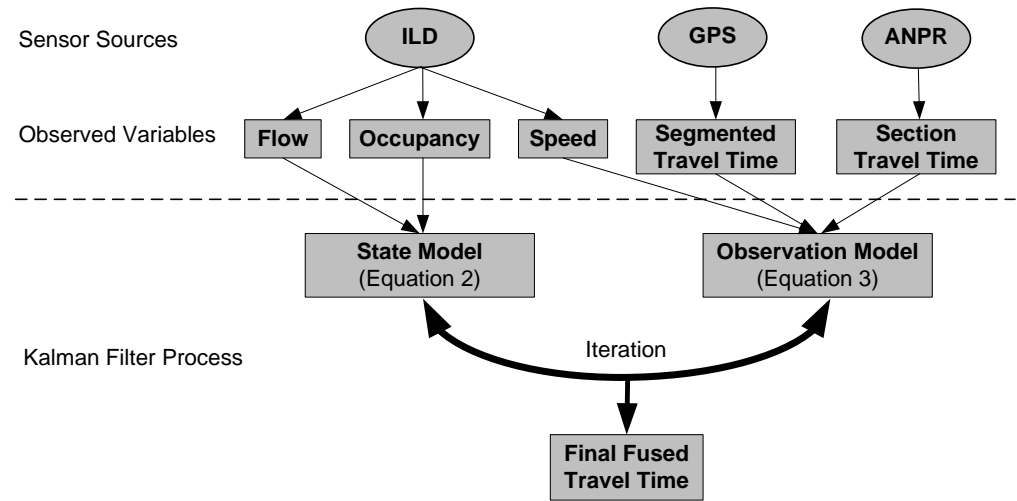 Sensor Sources
ILD
GPS
ANPR
Observed Variables
Flow
Occupancy
Speed
Segmented
Travel Time
Section
Travel Time
State Model
(Equation 2)
Observation Model
(Equation 3)
Kalman Filter Process
Iteration
Final Fused
Travel Time